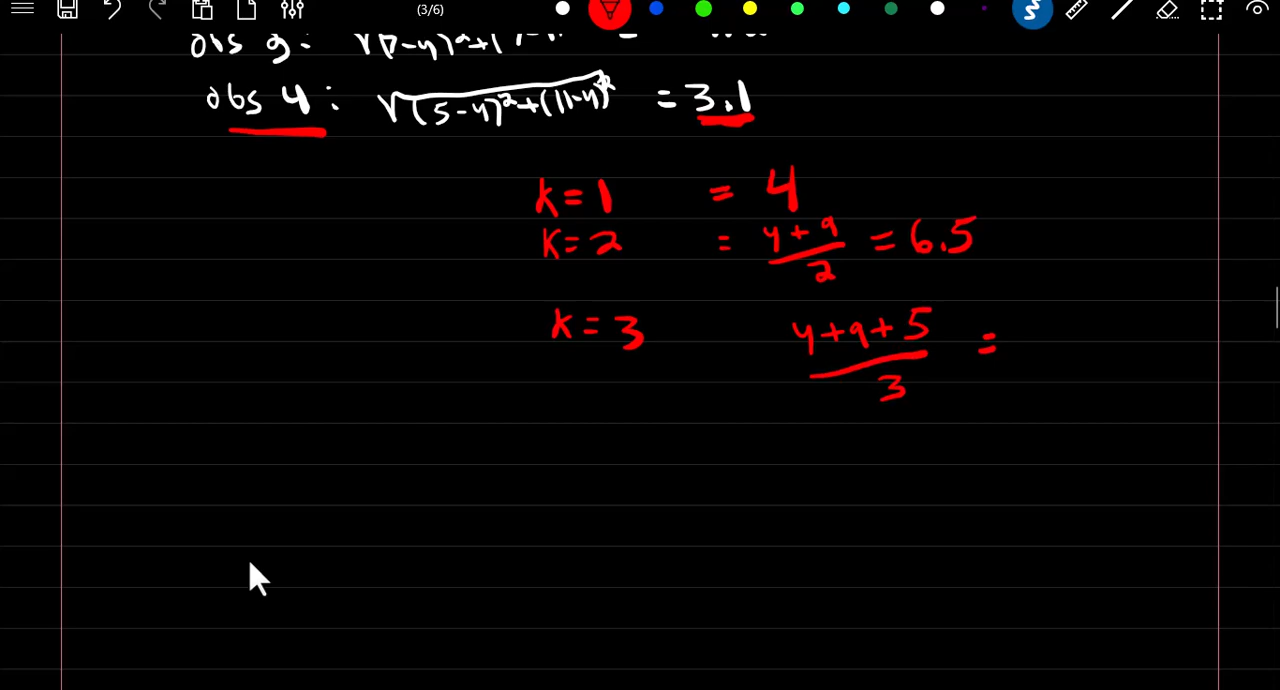 (3/6)
obs 4 : √(5-4)²+(11-4)² = 3.1
k = 1 = 4
k = 2 = 4+9/2 = 6.5
k = 3 4+9+5/3 =